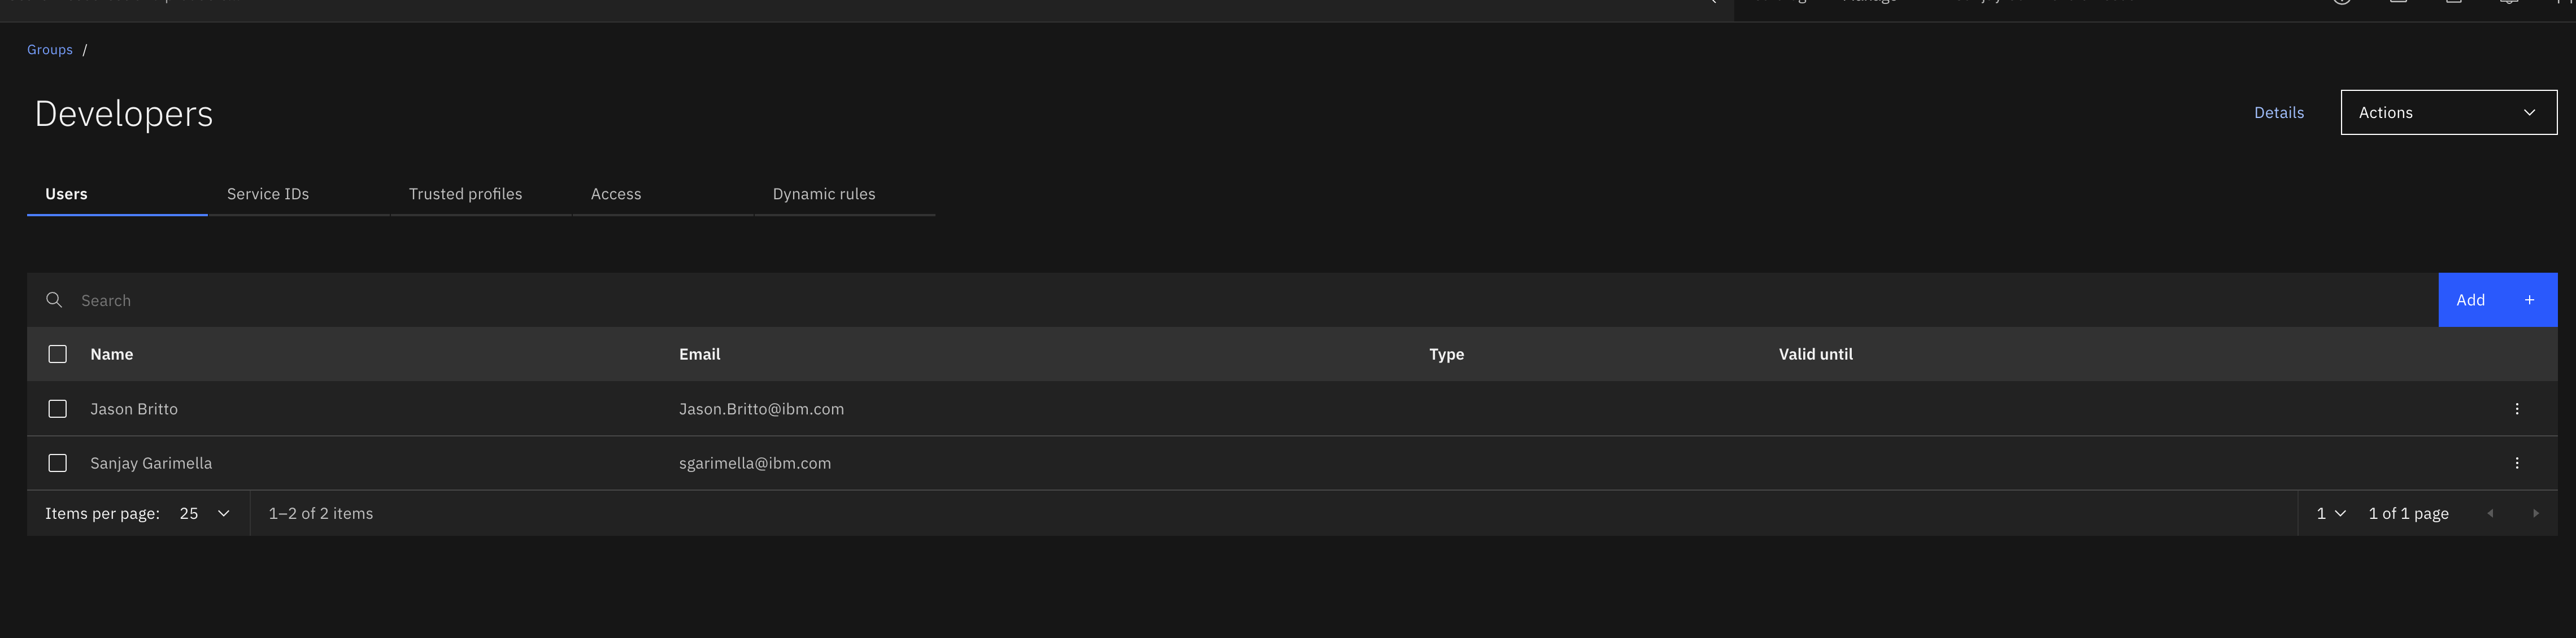 Groups /
Developers
Details
Actions
Users Service IDs Trusted profiles Access Dynamic rules
Search
Add +
Name Email Type Valid until
Jason Britto Jason.Britto@ibm.com
Sanjay Garimella sgarimella@ibm.com
Items per page: 25 1–2 of 2 items 1 1 of 1 page